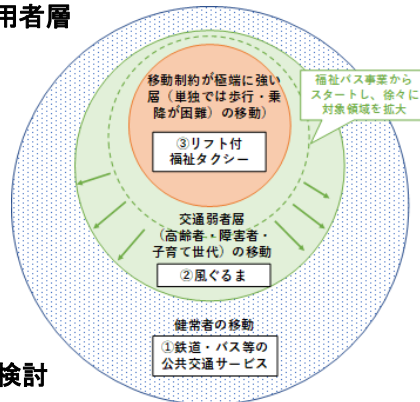 用者層
移動制約が極端に強い
層（単独では歩行・乗
降が困難）の移動）
③リフト付
福祉タクシー
福祉バス事業から
スタートし、徐々に
対象領域を拡大
交通弱者層
（高齢者・障害者・
子育て世代）の移動
②風ぐるま
健常者の移動
①鉄道・バス等の
公共交通サービス
検討